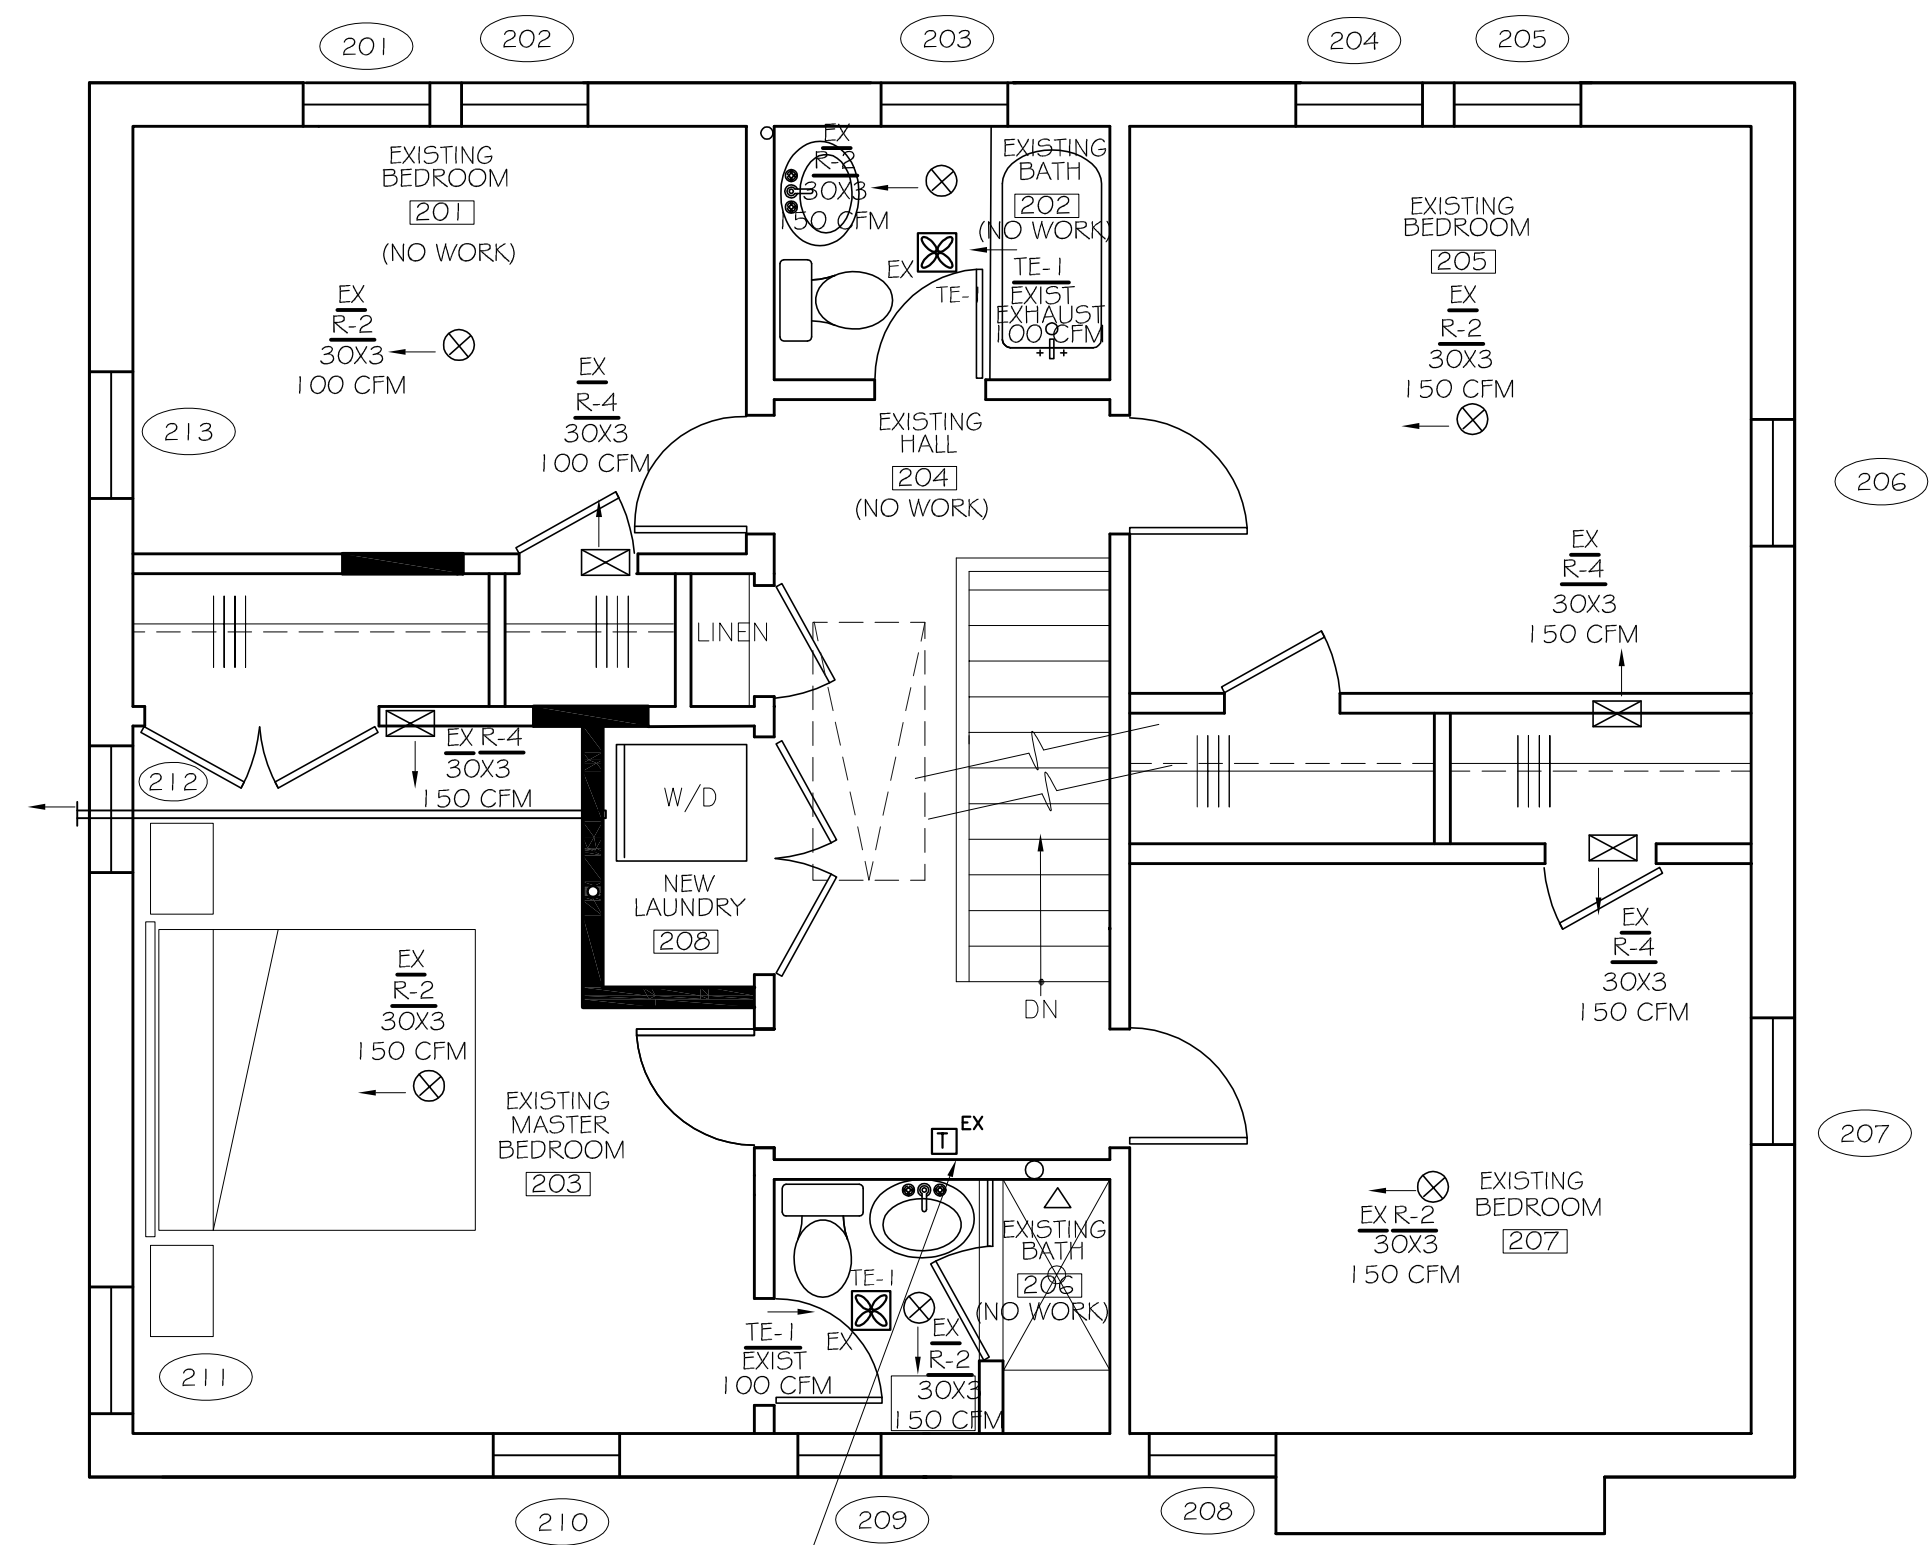 201
202
203
204
205
EXISTING
BEDROOM
201
(NO WORK)
EX
R-2
30X3
100 CFM
EX
R-4
30X3
100 CFM
213
EX
R-2
30X3
150 CFM
EX
TE-1
EXISTING
BATH
202
(NO WORK)
TE-1
EXIST
EXHAUST
100 CFM
EXISTING
BEDROOM
205
EX
R-2
30X3
150 CFM
EXISTING
HALL
204
(NO WORK)
206
EX
R-4
30X3
150 CFM
LINEN
EX R-4
30X3
150 CFM
212
W/D
NEW
LAUNDRY
208
DN
EX
R-4
30X3
150 CFM
EX
R-2
30X3
150 CFM
EXISTING
MASTER
BEDROOM
203
T EX
207
EXISTING
BEDROOM
207
EX R-2
30X3
150 CFM
EXISTING
BATH
206
(NO WORK)
TE-1
EX
TE-1
EXIST
100 CFM
EX
R-2
30X3
150 CFM
211
210
209
208